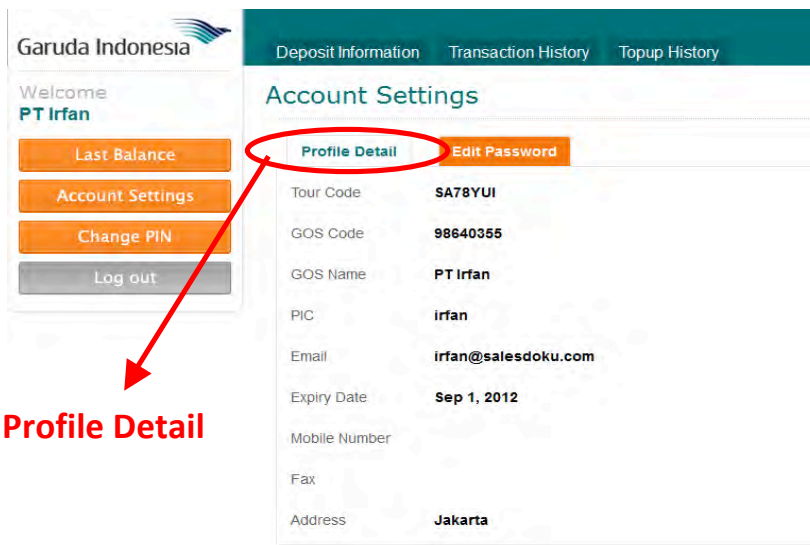 Garuda Indonesia
Deposit Information Transaction History Topup History
Welcome
PT Irfan
Last Balance
Account Settings
Change PIN
Log out
Account Settings
Profile Detail Edit Password
Tour Code SA78YUI
GOS Code 98640355
GOS Name PT Irfan
PIC irfan
Email irfan@salesdoku.com
Expiry Date Sep 1, 2012
Mobile Number
Fax
Address Jakarta
Profile Detail